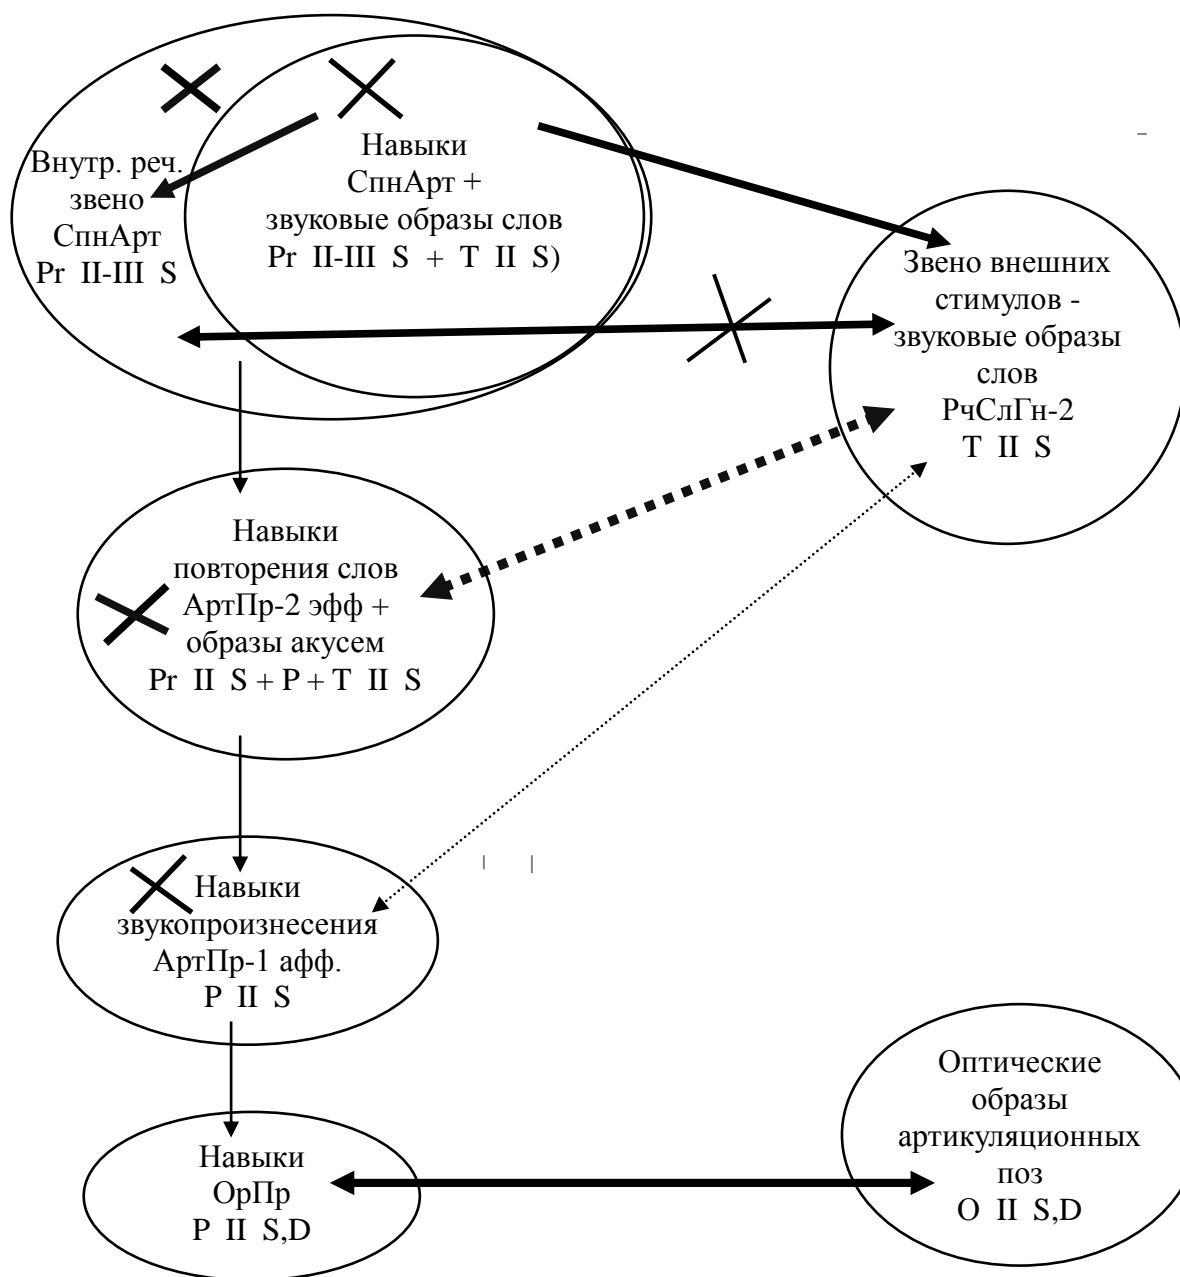 Внутр. реч.
звено
СпнАрт
Pr II-III S
Навыки
СпнАрт +
звуковые образы слов
Pr II-III S + T II S)
Звено внешних
стимулов -
звуковые образы
слов
РчСлГн-2
T II S
Навыки
повторения слов
АртПр-2 эфф +
образы акусем
Pr II S + P + T II S
Навыки
звукопроизнесения
АртПр-1 афф.
P II S
Навыки
ОрПр
P II S,D
Оптические
образы
артикуляционных
поз
O II S,D